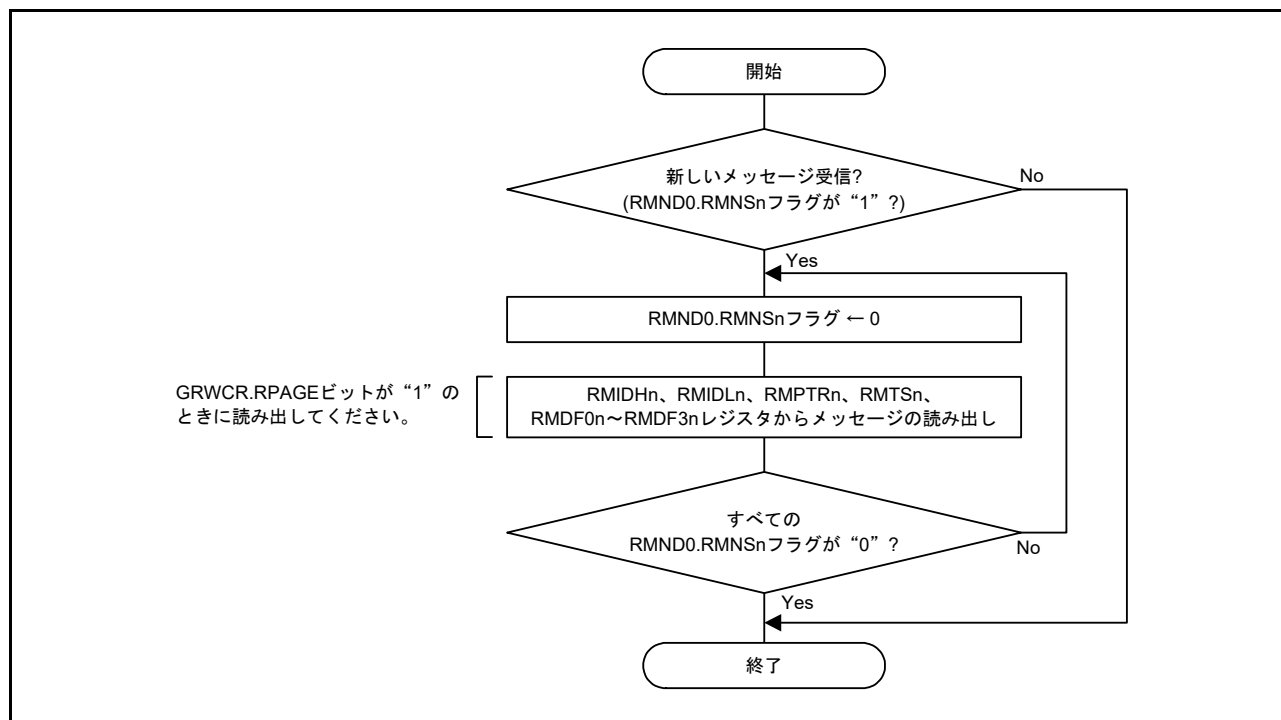 開始
新しいメッセージ受信?
(RMND0.RMNSnフラグが“1”?)
No
Yes
RMND0.RMNSnフラグ ← 0
GRWCR.RPAGEビットが“1”の
ときに読み出してください。
RMIDHn、RMIDLn、RMPTRn、RMTSn、
RMDF0n～RMDF3nレジスタからメッセージの読み出し
すべての
RMND0.RMNSnフラグが“0”?
No
Yes
終了